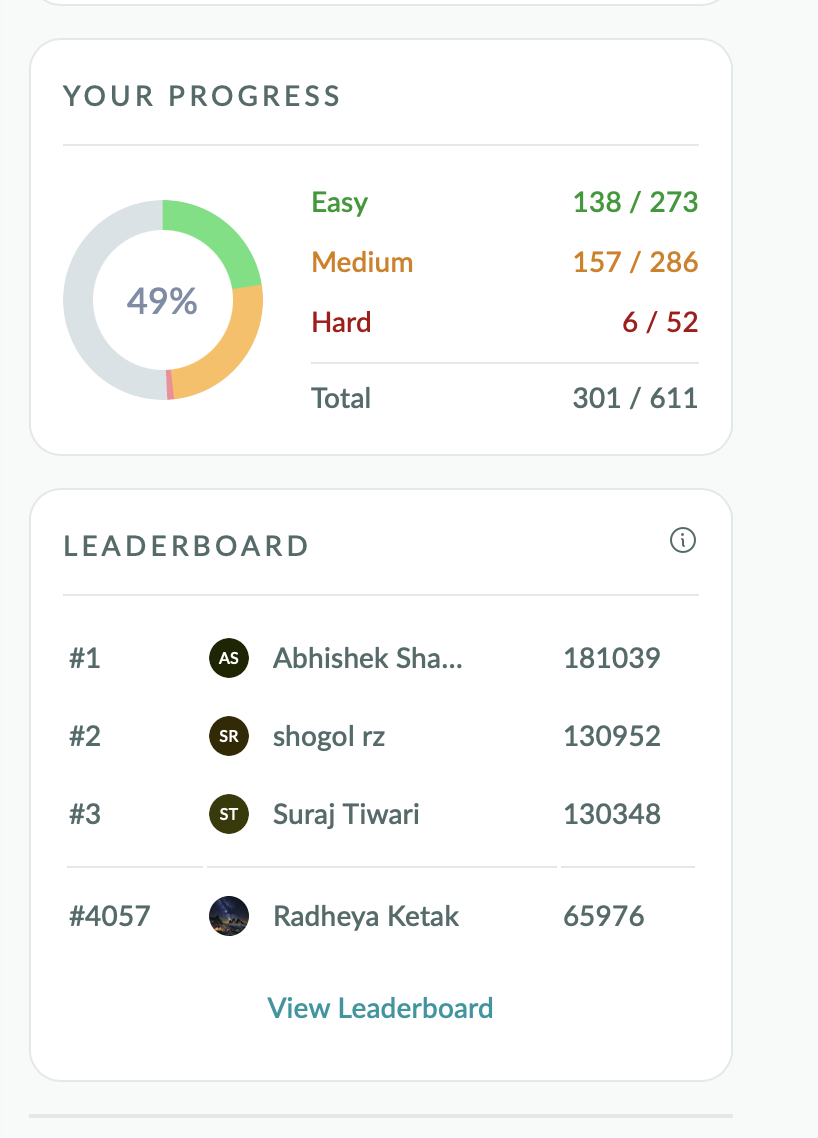 YOUR PROGRESS
49%
Easy 138 / 273
Medium 157 / 286
Hard 6 / 52
Total 301 / 611
LEADERBOARD
#1 AS Abhishek Sha... 181039
#2 SR shogol rz 130952
#3 ST Suraj Tiwari 130348
#4057 Radheya Ketak 65976
View Leaderboard